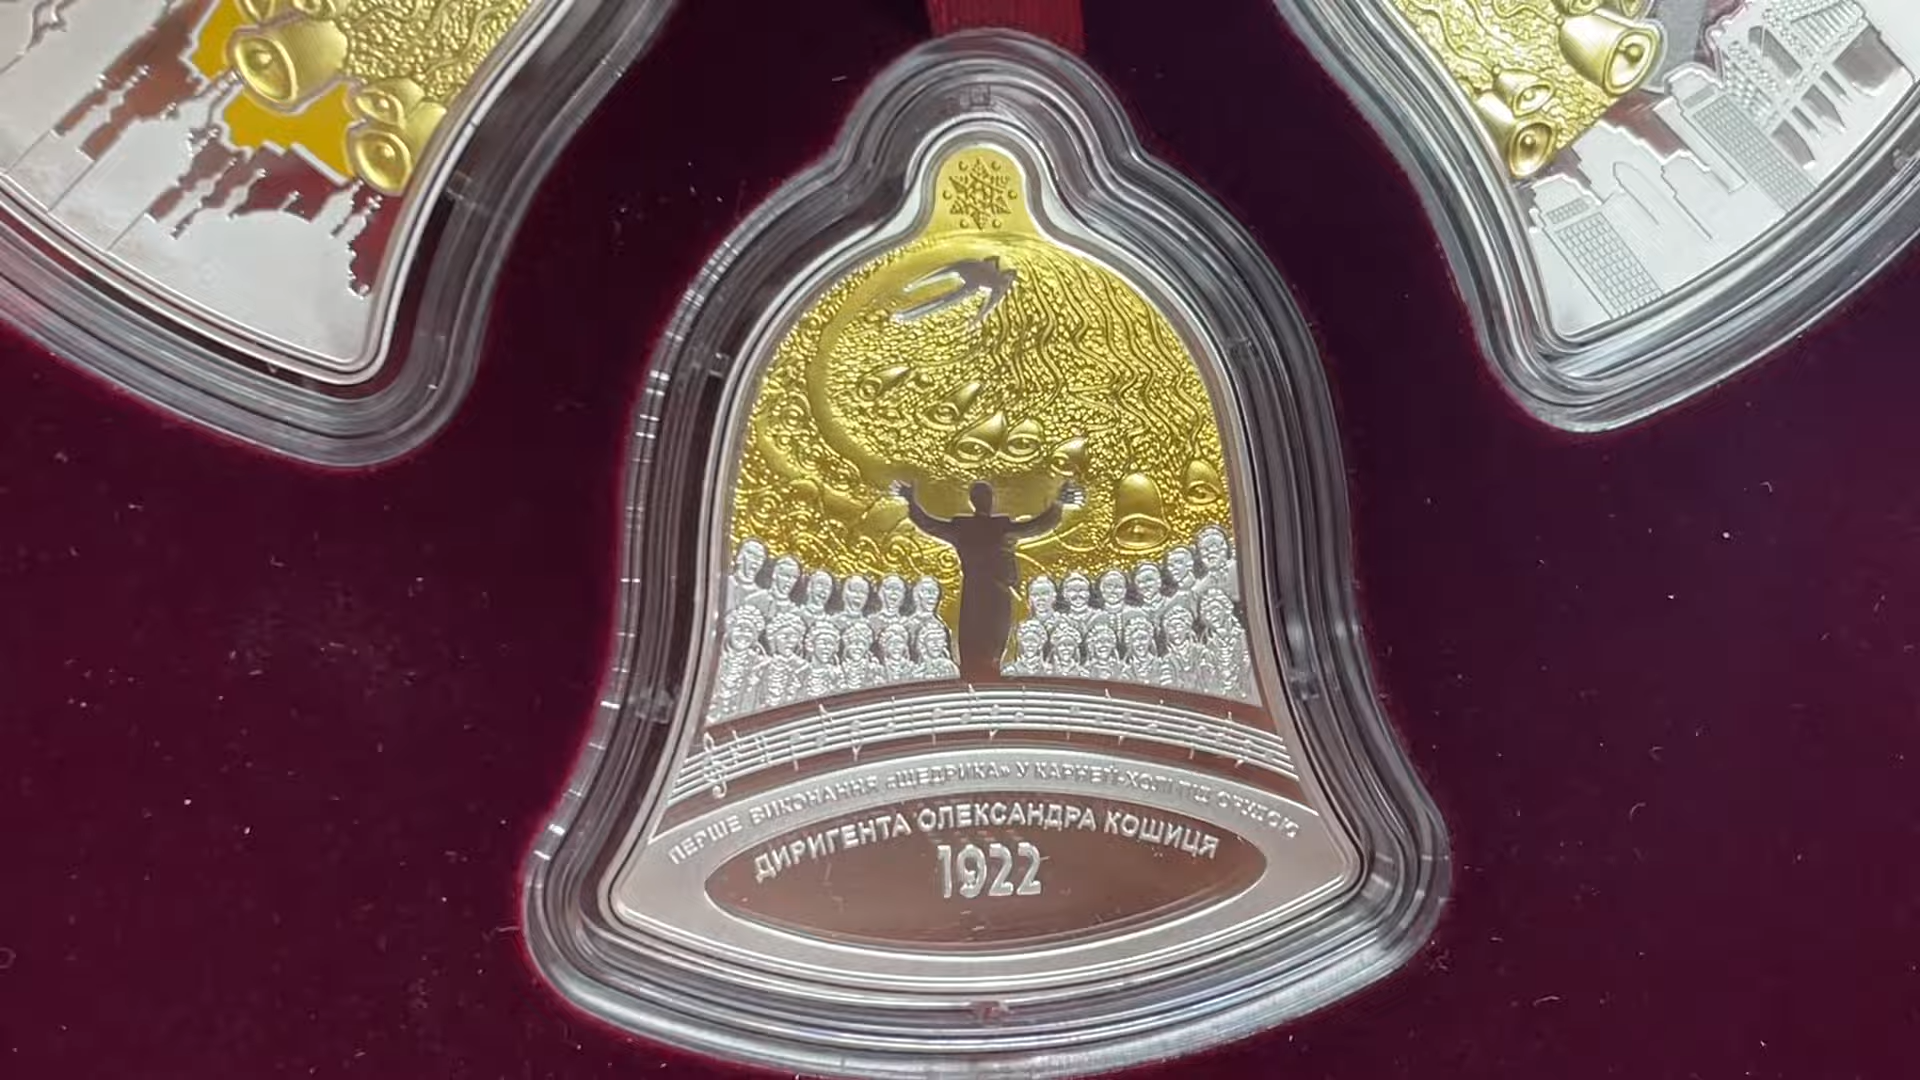 ПЕРШЕ ВИКОНАННЯ «ЩЕДРИКА» У КАРНЕГІ-ХОЛІ ПІД ОРУДОЮ
ДИРИГЕНТА ОЛЕКСАНДРА КОШИЦЯ
1922